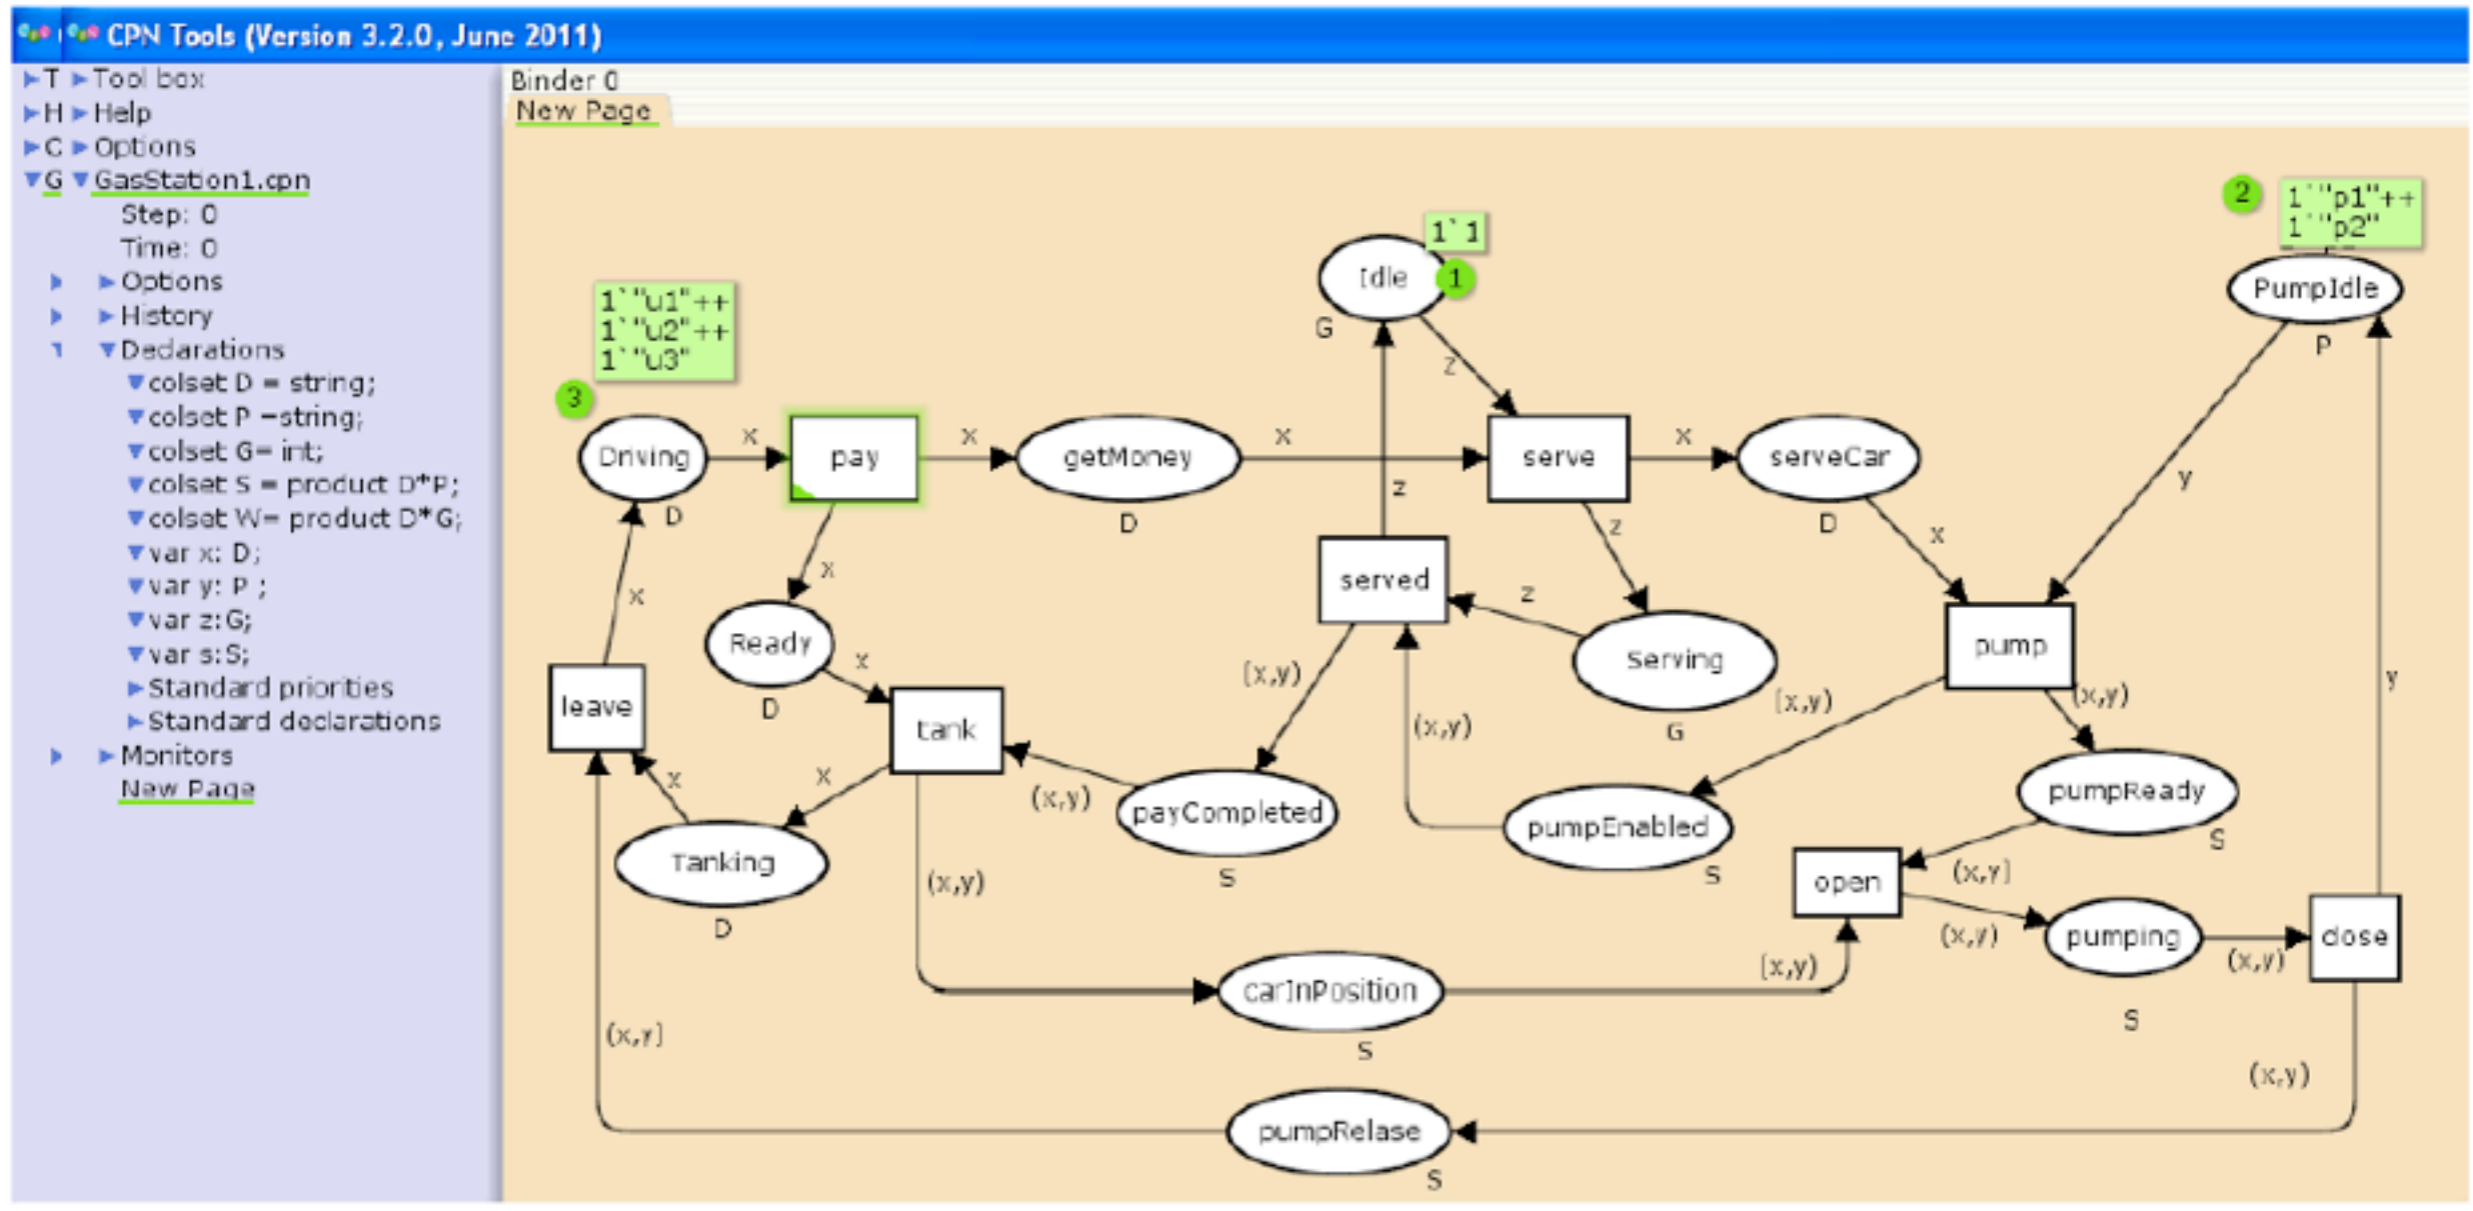 CPN Tools (Version 3.2.0, June 2011)
T Tool box
H Help
C Options
G GasStation1.cpn
Step: 0
Time: 0
Options
History
Declarations
colset D = string;
colset P =string;
colset G= int;
colset S = product D*P;
colset W= product D*G;
var x: D;
var y: P ;
var z:G;
var s:S;
Standard priorities
Standard declarations
Monitors
New Page
Binder 0
New Page
2
1`"p1"++
1`"p2"
1`1
Idle
1
G
PumpIdle
P
1`"u1"++
1`"u2"++
1`"u3"
3
z
Driving
D
x
pay
x
getMoney
D
x
serve
x
serveCar
D
y
z
x
z
x
served
z
x
Ready
D
x
pump
Serving
G
leave
x
tank
(x,y)
(x,y)
(x,y)
(x,y)
y
x
x
(x,y)
payCompleted
S
pumpEnabled
S
pumpReady
S
Tanking
D
(x,y)
open
(x,y)
(x,y)
pumping
S
(x,y)
close
carInPosition
S
(x,y)
(x,y)
(x,y)
pumpRelase
S